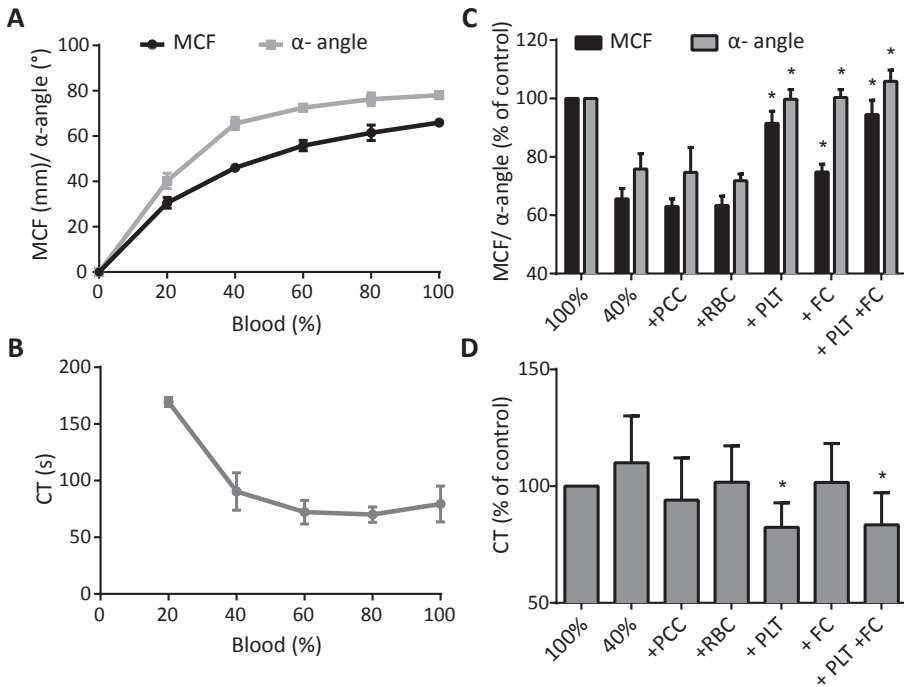 A
MCF
α- angle
MCF (mm)/ α-angle (°)
100
80
60
40
20
0
0 20 40 60 80 100
Blood (%)
B
CT (s)
200
150
100
50
0
0 20 40 60 80 100
Blood (%)
C
MCF
α- angle
MCF/ α-angle (% of control)
120
100
80
60
40
* * * * * *
100% 40% +PCC +RBC + PLT + FC + PLT +FC
D
CT (% of control)
150
100
50
* *
100% 40% +PCC +RBC + PLT + FC + PLT +FC